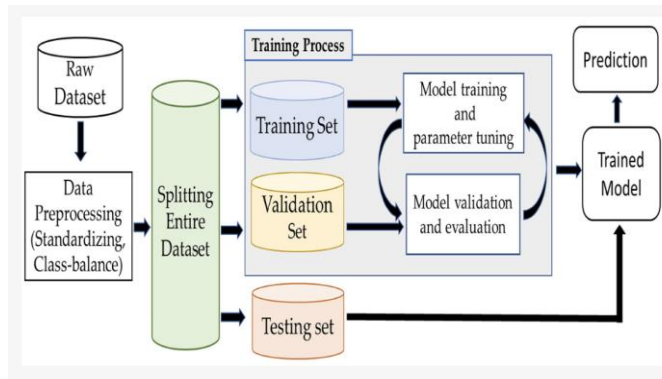 Raw
Dataset
Data
Preprocessing
(Standardizing,
Class-balance)
Splitting
Entire
Dataset
Training Process
Training Set
Validation
Set
Testing set
Model training
and
parameter tuning
Model validation
and evaluation
Prediction
Trained
Model